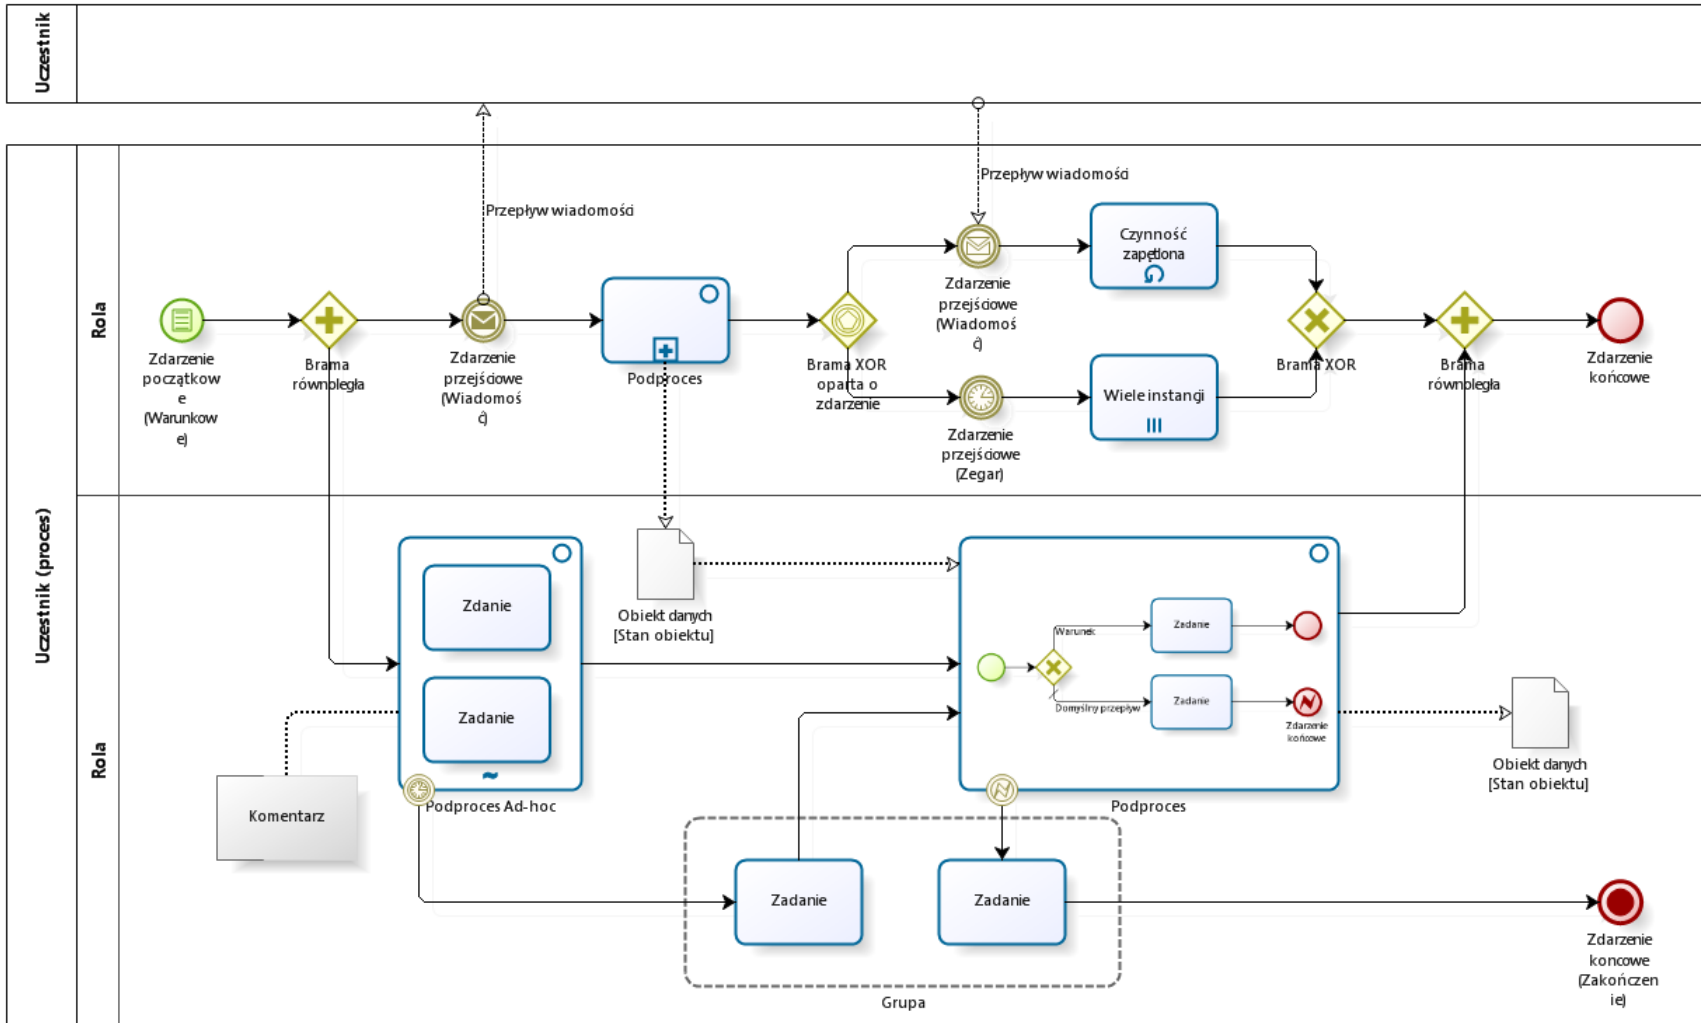 Uczestnik
Przepływ wiadomości
Przepływ wiadomości
Uczestnik (proces)
Rola
Zdarzenie
początkow
e
(Warunkow
e)
Brama
równoległa
Zdarzenie
przejściowe
(Wiadomoś
ć)
Podproces
Brama XOR
oparta o
zdarzenie
Zdarzenie
przejściowe
(Wiadomoś
ć)
Czynność
zapętlona
Zdarzenie
przejściowe
(Zegar)
Wiele instancji
Brama XOR
Brama
równoległa
Zdarzenie
końcowe
Rola
Zdanie
Zadanie
Podproces Ad-hoc
Komentarz
Obiekt danych
[Stan obiektu]
Warunek
Zadanie
Domyślny przepływ
Zadanie
Zdarzenie
końcowe
Podproces
Obiekt danych
[Stan obiektu]
Zadanie
Zadanie
Grupa
Zdarzenie
koncowe
(Zakończen
ie)